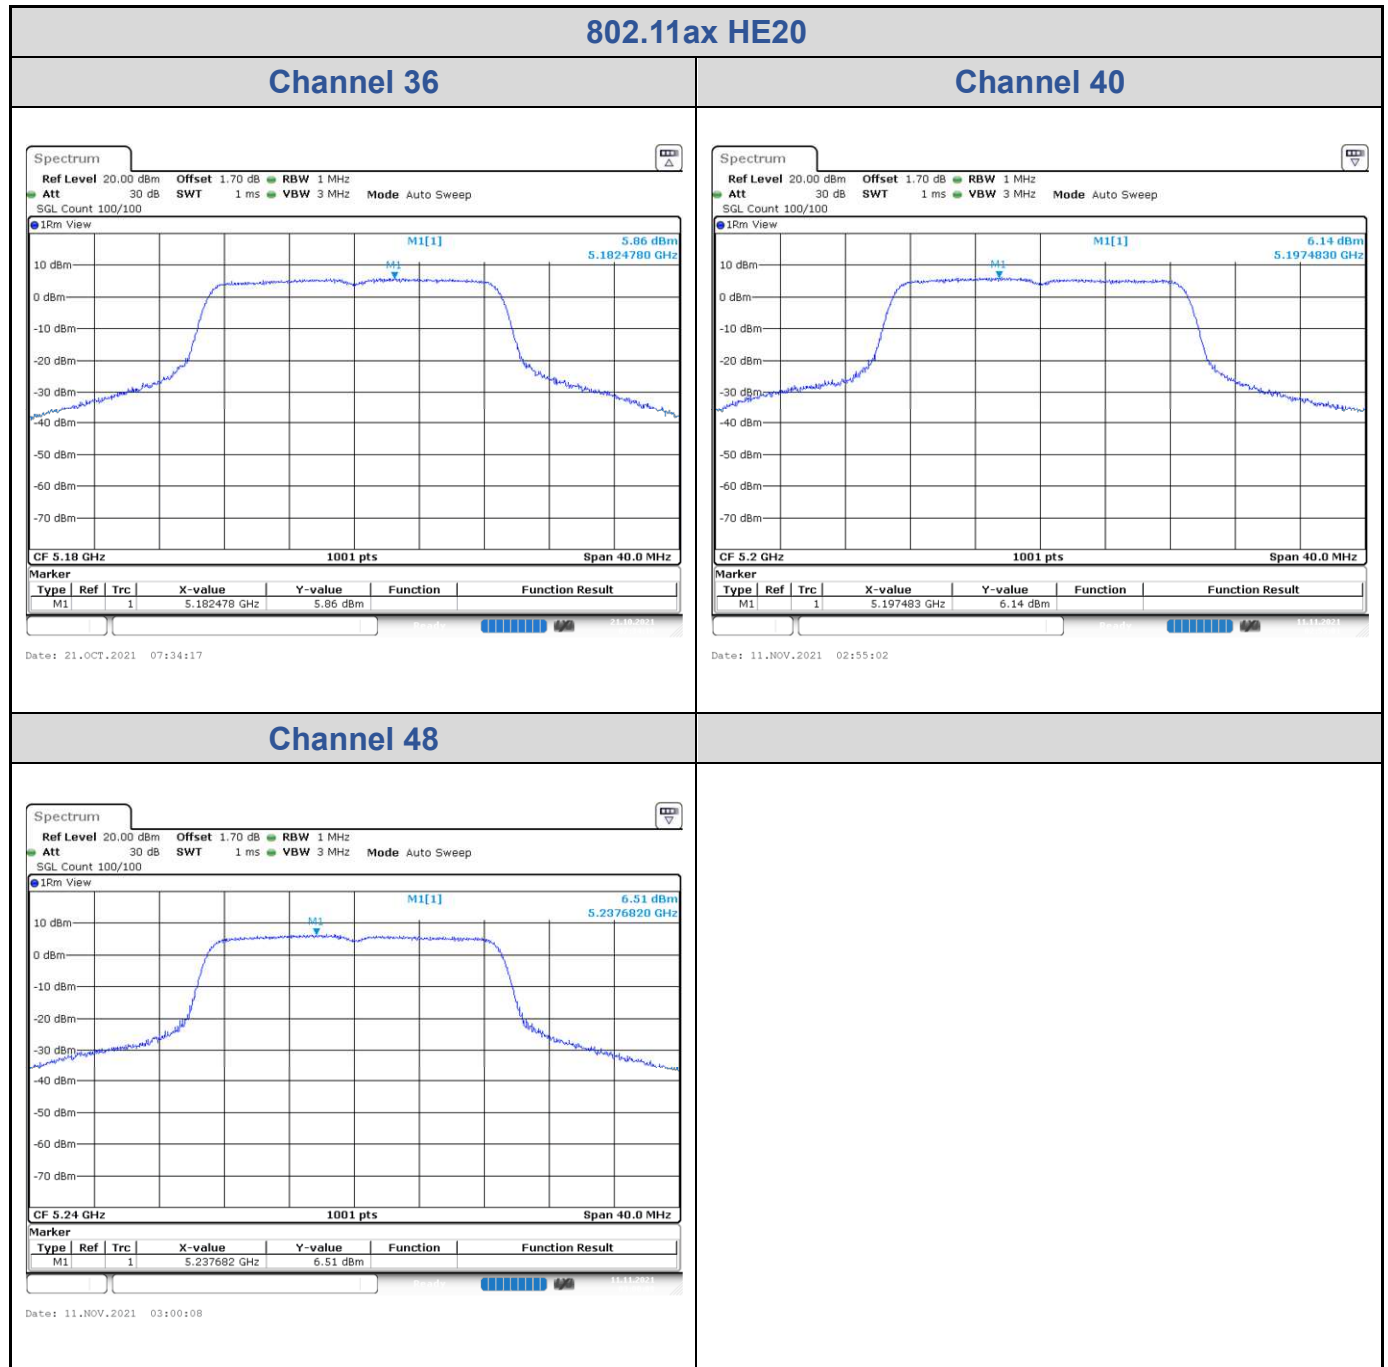 802.11ax HE20
Channel 36
Channel 40
Spectrum
Ref Level 20.00 dBm Offset 1.70 dB RBW 1 MHz
Att 30 dB SWT 1 ms VBW 3 MHz Mode Auto Sweep
SGL Count 100/100
1Rm View
M1[1] 5.86 dBm
5.1824780 GHz
M1
10 dBm
0 dBm
-10 dBm
-20 dBm
-30 dBm
-40 dBm
-50 dBm
-60 dBm
-70 dBm
CF 5.18 GHz 1001 pts Span 40.0 MHz
Marker
Type Ref Trc X-value Y-value Function Function Result
M1 1 5.182478 GHz 5.86 dBm
Ready 21.10.2021
Date: 21.OCT.2021 07:34:17
Spectrum
Ref Level 20.00 dBm Offset 1.70 dB RBW 1 MHz
Att 30 dB SWT 1 ms VBW 3 MHz Mode Auto Sweep
SGL Count 100/100
1Rm View
M1[1] 6.14 dBm
5.1974830 GHz
M1
10 dBm
0 dBm
-10 dBm
-20 dBm
-30 dBm
-40 dBm
-50 dBm
-60 dBm
-70 dBm
CF 5.2 GHz 1001 pts Span 40.0 MHz
Marker
Type Ref Trc X-value Y-value Function Function Result
M1 1 5.197483 GHz 6.14 dBm
Ready 11.11.2021
Date: 11.NOV.2021 02:55:02
Channel 48
Spectrum
Ref Level 20.00 dBm Offset 1.70 dB RBW 1 MHz
Att 30 dB SWT 1 ms VBW 3 MHz Mode Auto Sweep
SGL Count 100/100
1Rm View
M1[1] 6.51 dBm
5.2376820 GHz
M1
10 dBm
0 dBm
-10 dBm
-20 dBm
-30 dBm
-40 dBm
-50 dBm
-60 dBm
-70 dBm
CF 5.24 GHz 1001 pts Span 40.0 MHz
Marker
Type Ref Trc X-value Y-value Function Function Result
M1 1 5.237682 GHz 6.51 dBm
Ready 11.11.2021
Date: 11.NOV.2021 03:00:08